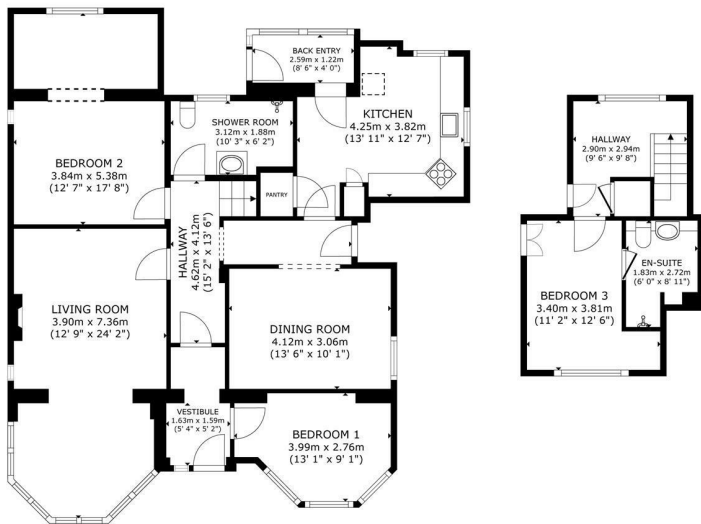 BACK ENTRY
2.59m x 1.22m
(8' 6" x 4' 0")
KITCHEN
4.25m x 3.82m
(13' 11" x 12' 7")
SHOWER ROOM
3.12m x 1.88m
(10' 3" x 6' 2")
BEDROOM 2
3.84m x 5.38m
(12' 7" x 17' 8")
PANTRY
HALLWAY
4.62m x 4.12m
(15' 2" x 13' 6")
LIVING ROOM
3.90m x 7.36m
(12' 9" x 24' 2")
DINING ROOM
4.12m x 3.06m
(13' 6" x 10' 1")
VESTIBULE
1.63m x 1.59m
(5' 4" x 5' 2")
BEDROOM 1
3.99m x 2.76m
(13' 1" x 9' 1")
HALLWAY
2.90m x 2.94m
(9' 6" x 9' 8")
EN-SUITE
1.83m x 2.72m
(6' 0" x 8' 11")
BEDROOM 3
3.40m x 3.81m
(11' 2" x 12' 6")